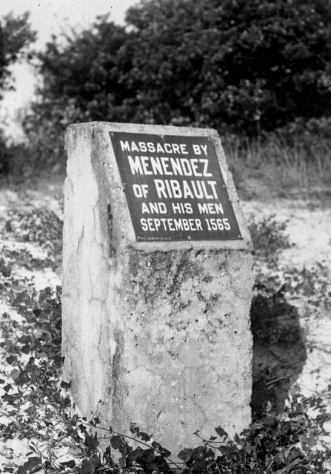 MASSACRE BY
MENENDEZ
OF RIBAULT
AND HIS MEN
SEPTEMBER 1565